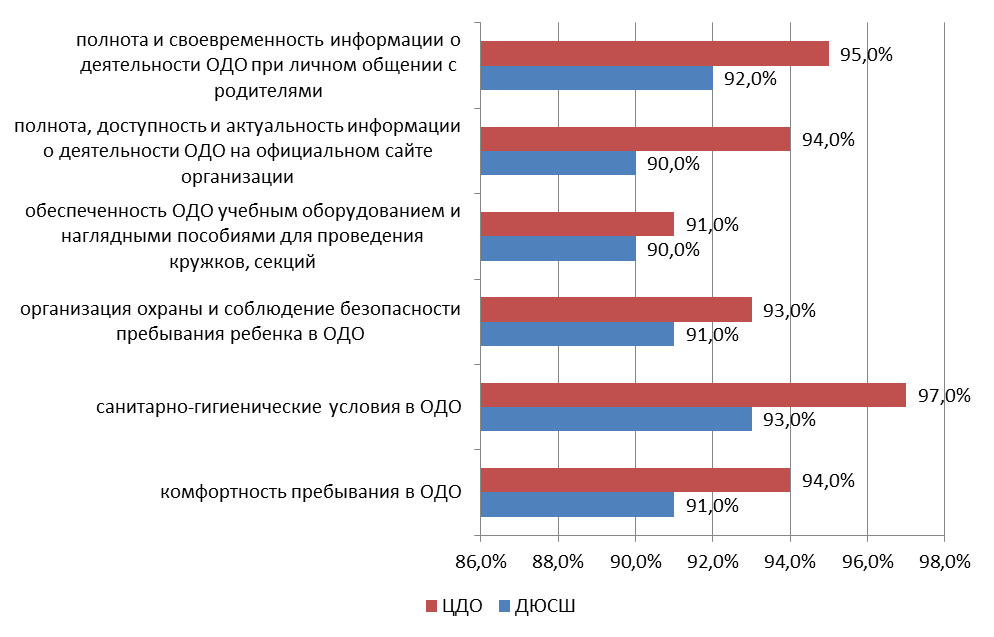 полнота и своевременность информации о
деятельности ОДО при личном общении с
родителями
95,0%
92,0%
полнота, доступность и актуальность информации
о деятельности ОДО на официальном сайте
организации
94,0%
90,0%
обеспеченность ОДО учебным оборудованием и
наглядными пособиями для проведения
кружков, секций
91,0%
90,0%
организация охраны и соблюдение безопасности
пребывания ребенка в ОДО
93,0%
91,0%
санитарно-гигиенические условия в ОДО
97,0%
93,0%
комфортность пребывания в ОДО
94,0%
91,0%
86,0% 88,0% 90,0% 92,0% 94,0% 96,0% 98,0%
ЦДО ДЮСШ